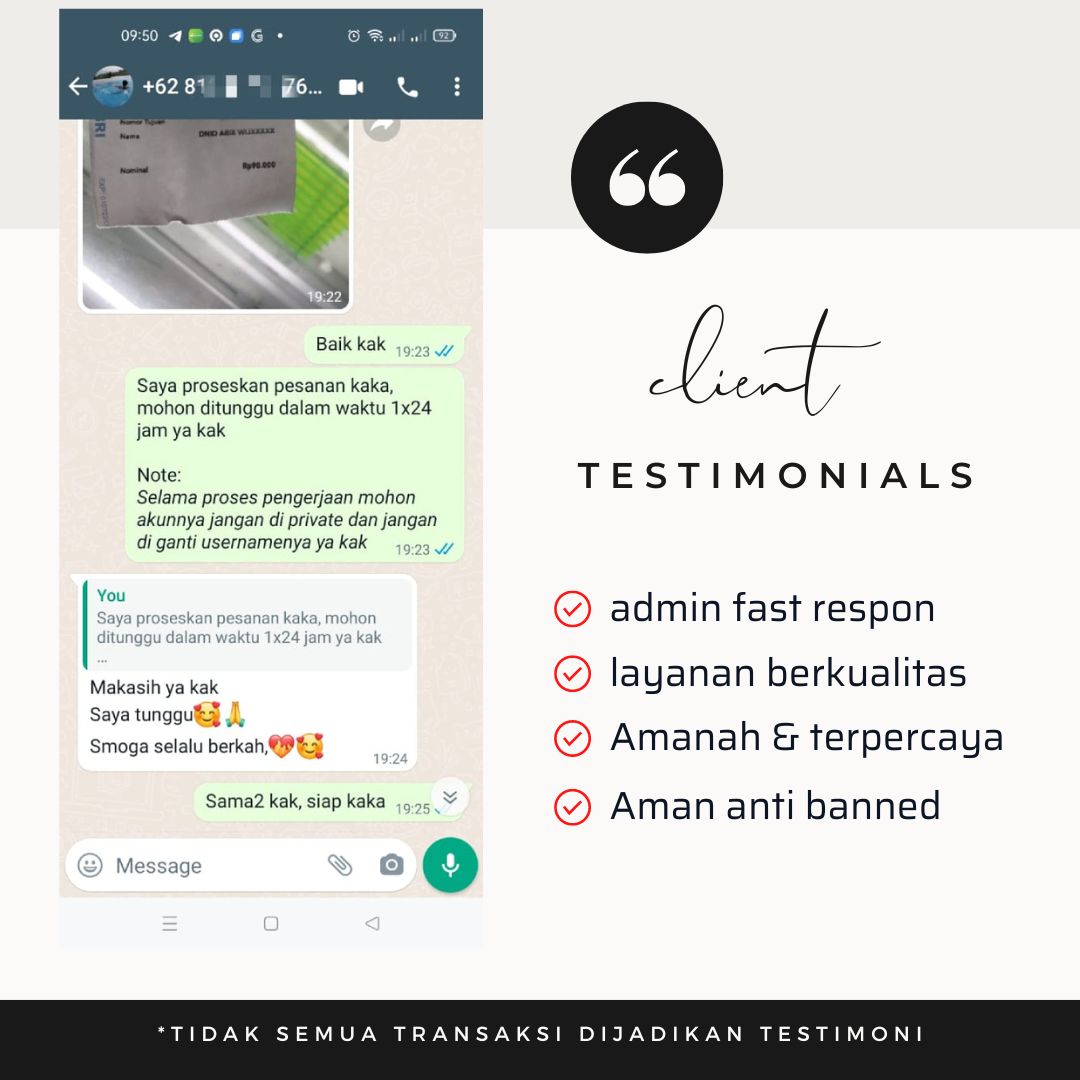 09:50
92
+62 81 76...
BRI
Nomor Tujuan
Nama DNID
Nominal Rp90.000
19:22
Baik kak 19:23
Saya proseskan pesanan kaka,
mohon ditunggu dalam waktu 1x24
jam ya kak
Note:
Selama proses pengerjaan mohon
akunnya jangan di private dan jangan
di ganti usernamenya ya kak 19:23
You
Saya proseskan pesanan kaka, mohon
ditunggu dalam waktu 1x24 jam ya kak
...
Makasih ya kak
Saya tunggu🥰🙏
Smoga selalu berkah,💖🥰
19:24
Sama2 kak, siap kaka 19:25
Message
“
client
TESTIMONIALS
admin fast respon
layanan berkualitas
Amanah & terpercaya
Aman anti banned
*TIDAK SEMUA TRANSAKSI DIJADIKAN TESTIMONI